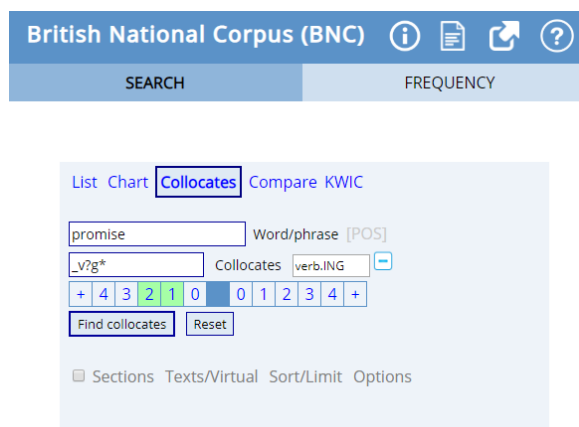 British National Corpus (BNC)
SEARCH FREQUENCY
List Chart Collocates Compare KWIC
promise Word/phrase [POS]
_v?g* Collocates verb.ING
+ 4 3 2 1 0 0 1 2 3 4 +
Find collocates Reset
Sections Texts/Virtual Sort/Limit Options